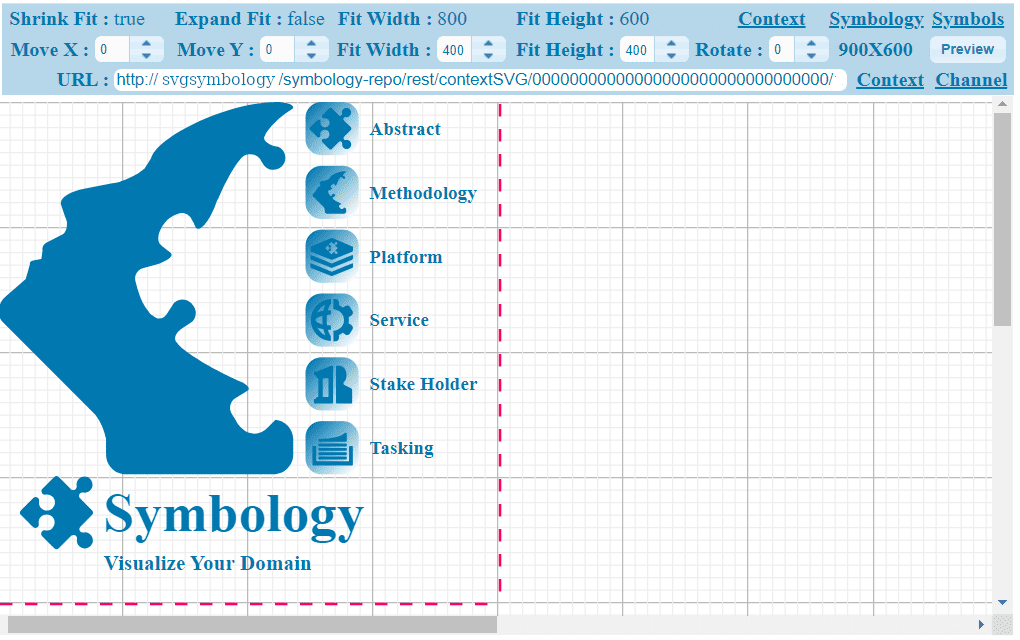 Shrink Fit : true Expand Fit : false Fit Width : 800 Fit Height : 600 Context Symbology Symbols
Move X : 0 Move Y : 0 Fit Width : 400 Fit Height : 400 Rotate : 0 900X600 Preview
URL : http:// svgsymbology /symbology-repo/rest/contextSVG/00000000000000000000000000000000/ Context Channel
Abstract
Methodology
Platform
Service
Stake Holder
Tasking
Symbology
Visualize Your Domain